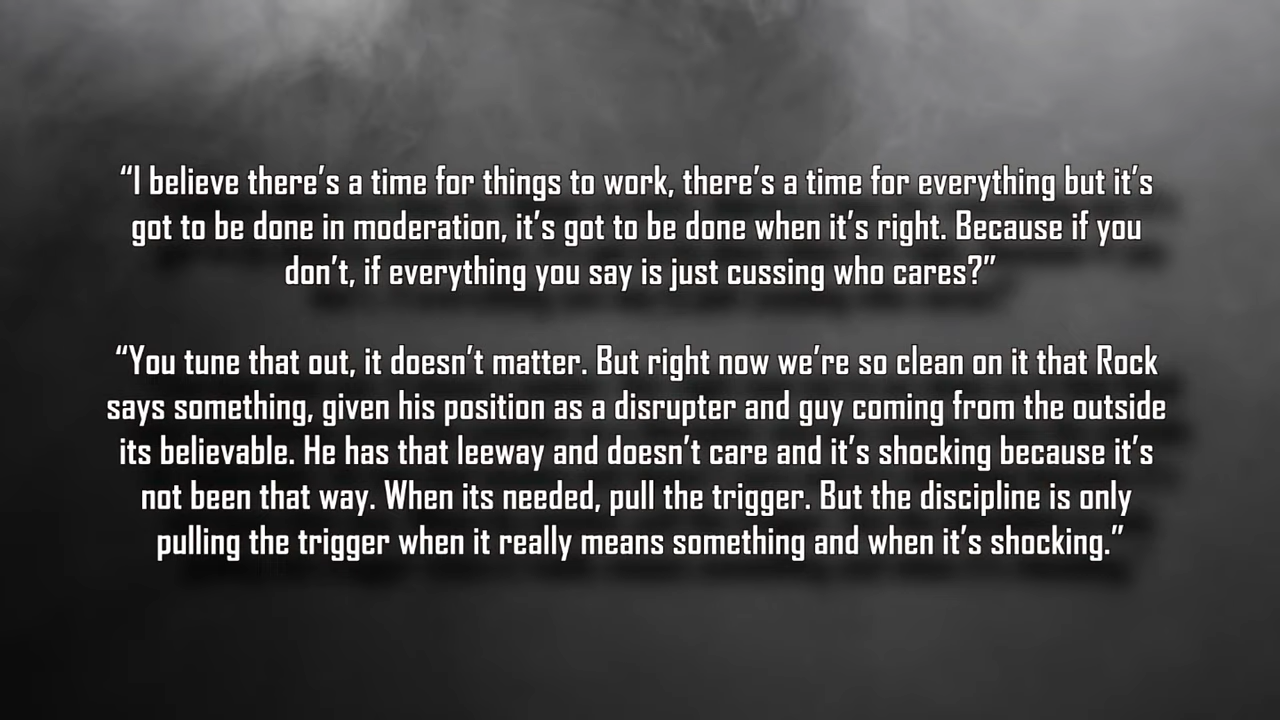 “I believe there’s a time for things to work, there’s a time for everything but it’s
got to be done in moderation, it’s got to be done when it’s right. Because if you
don’t, if everything you say is just cussing who cares?”
“You tune that out, it doesn’t matter. But right now we’re so clean on it that Rock
says something, given his position as a disrupter and guy coming from the outside
its believable. He has that leeway and doesn’t care and it’s shocking because it’s
not been that way. When its needed, pull the trigger. But the discipline is only
pulling the trigger when it really means something and when it’s shocking.”